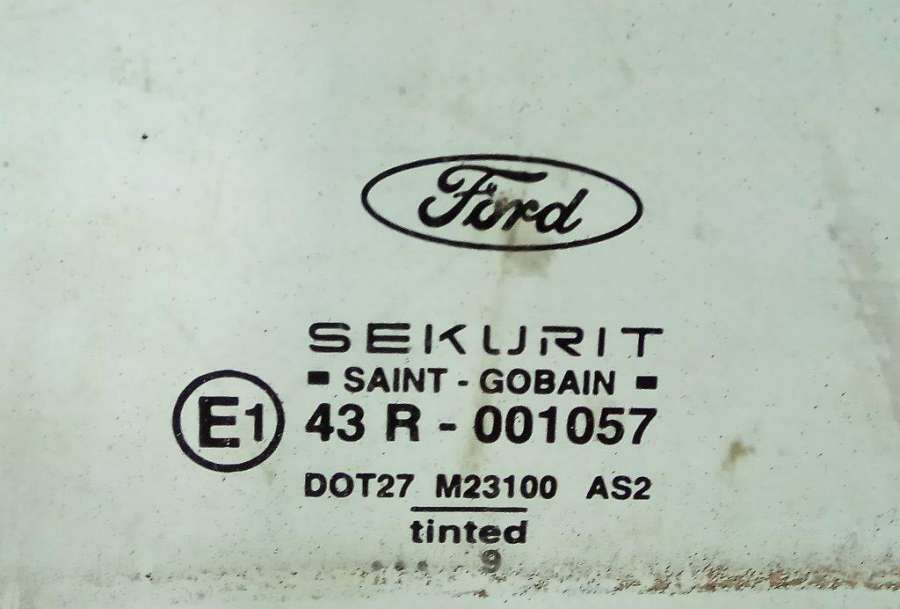 Ford
SEKURIT
SAINT - GOBAIN
E1 43 R - 001057
DOT27 M23100 AS2
tinted
... 9